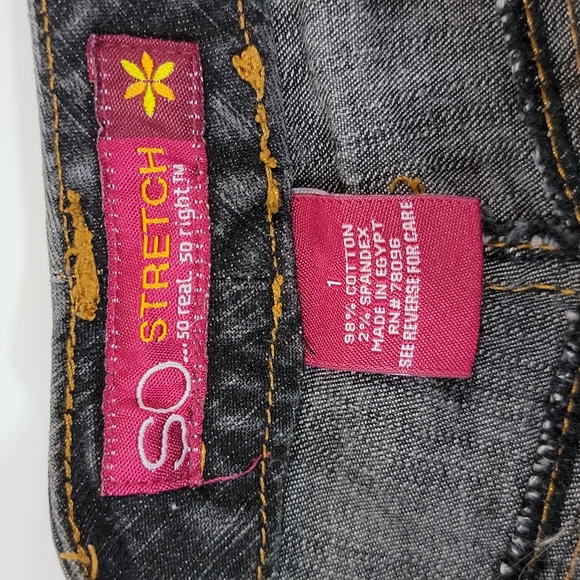 SO STRETCH
...SO REAL. SO RIGHT™
1
98% COTTON
2% SPANDEX
MADE IN EGYPT
RN# 78096
SEE REVERSE FOR CARE